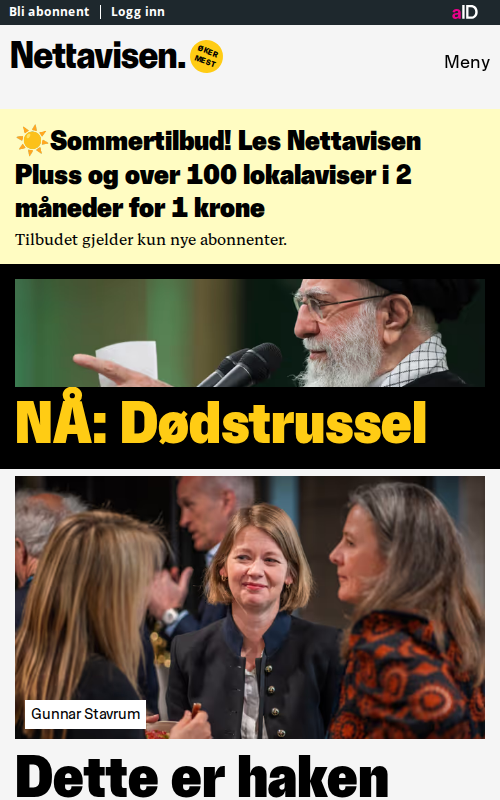 Bli abonnent | Logg inn
aID
Nettavisen.
ØKER
MEST
Meny
☀️Sommertilbud! Les Nettavisen
Pluss og over 100 lokalaviser i 2
måneder for 1 krone
Tilbudet gjelder kun nye abonnenter.
NÅ: Dødstrussel
Gunnar Stavrum
Dette er haken